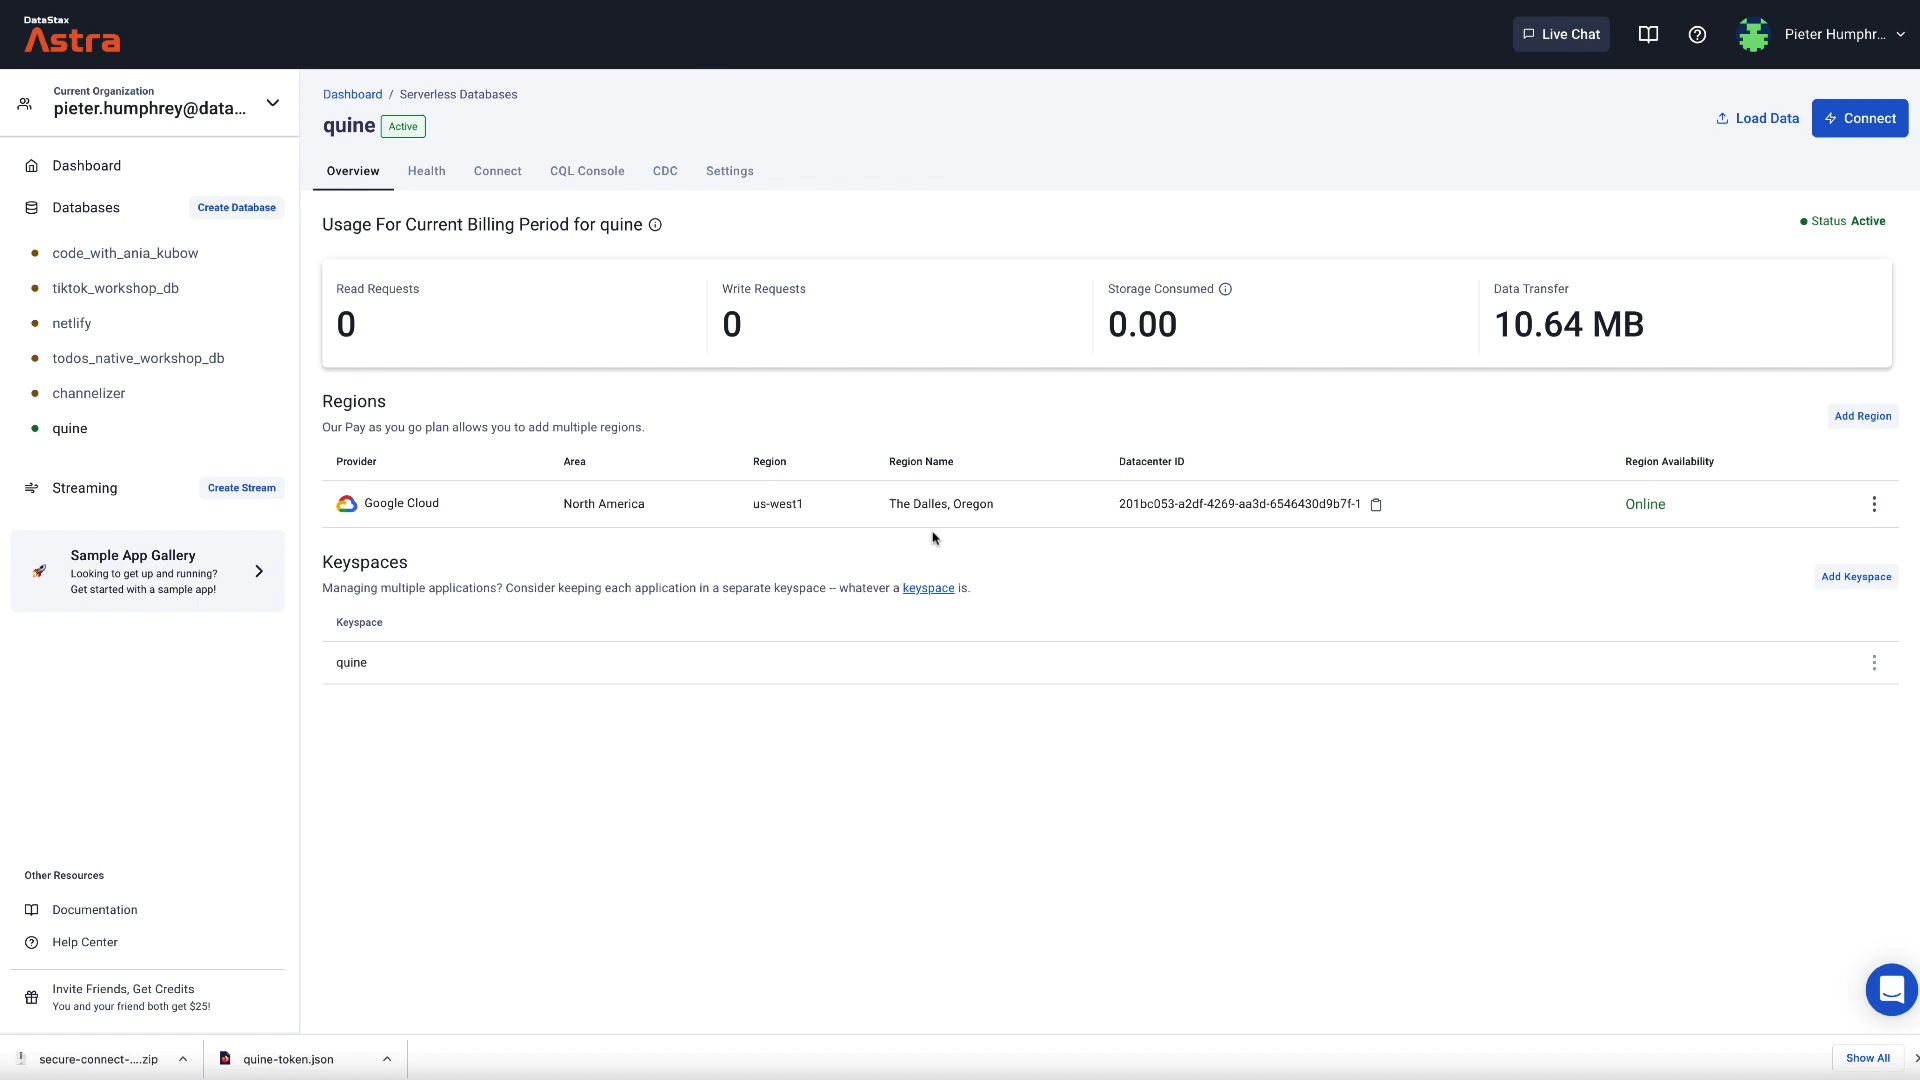 DataStax
Astra
Live Chat
Pieter Humphr...
Current Organization
pieter.humphrey@data...
Dashboard
Databases
Create Database
code_with_ania_kubow
tiktok_workshop_db
netlify
todos_native_workshop_db
channelizer
quine
Streaming
Create Stream
Sample App Gallery
Looking to get up and running?
Get started with a sample app!
Other Resources
Documentation
Help Center
Invite Friends, Get Credits
You and your friend both get $25!
Dashboard / Serverless Databases
quine Active
Load Data
Connect
Overview Health Connect CQL Console CDC Settings
Usage For Current Billing Period for quine
Status Active
Read Requests
0
Write Requests
0
Storage Consumed
0.00
Data Transfer
10.64 MB
Regions
Our Pay as you go plan allows you to add multiple regions.
Add Region
Provider Area Region Region Name Datacenter ID Region Availability
Google Cloud North America us-west1 The Dalles, Oregon 201bc053-a2df-4269-aa3d-6546430d9b7f-1 Online
Keyspaces
Managing multiple applications? Consider keeping each application in a separate keyspace -- whatever a keyspace is.
Add Keyspace
Keyspace
quine
secure-connect-....zip
quine-token.json
Show All